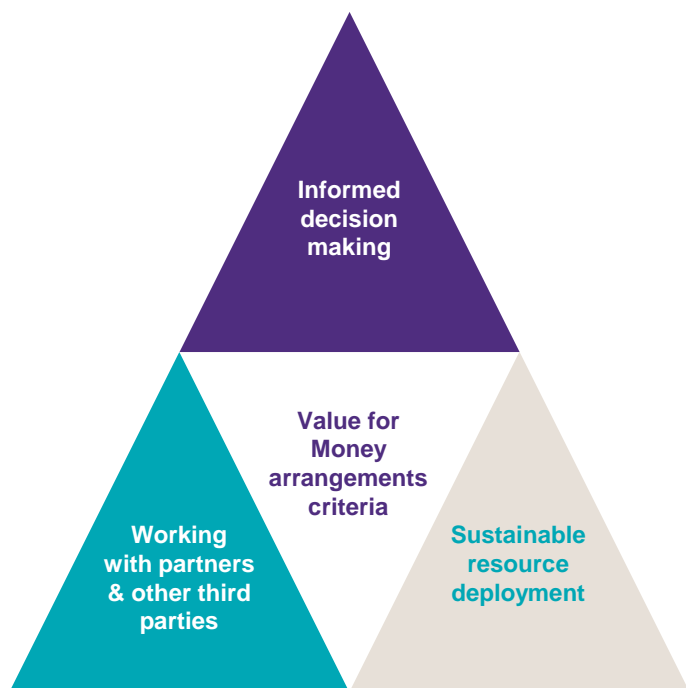 Informed
decision
making
Value for
Money
arrangements
criteria
Working
with partners
& other third
parties
Sustainable
resource
deployment